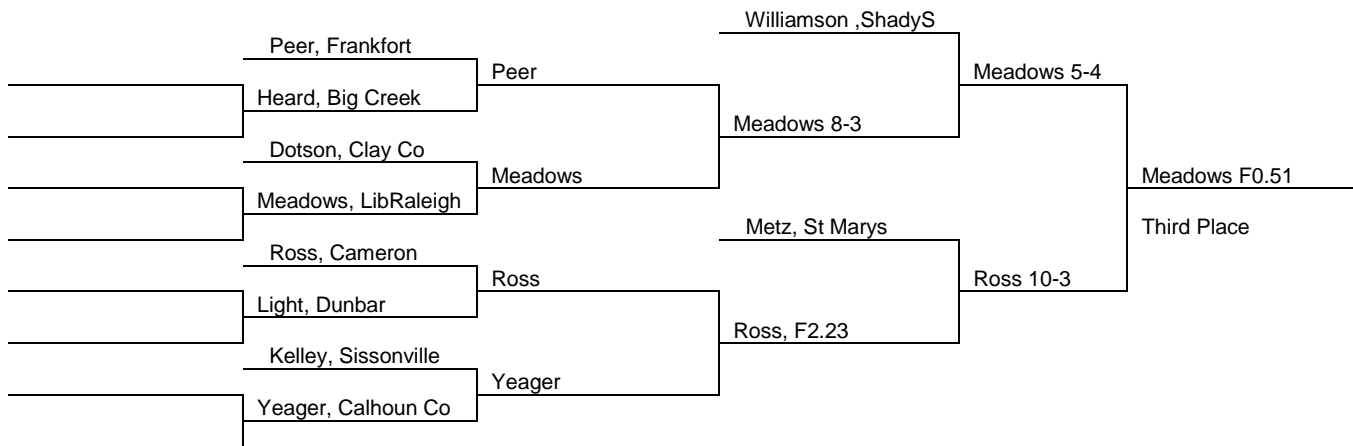 Williamson ,ShadyS
Peer, Frankfort
Peer
Meadows 5-4
Heard, Big Creek
Meadows 8-3
Dotson, Clay Co
Meadows
Meadows F0.51
Meadows, LibRaleigh
Metz, St Marys
Third Place
Ross, Cameron
Ross
Ross 10-3
Light, Dunbar
Ross, F2.23
Kelley, Sissonville
Yeager
Yeager, Calhoun Co